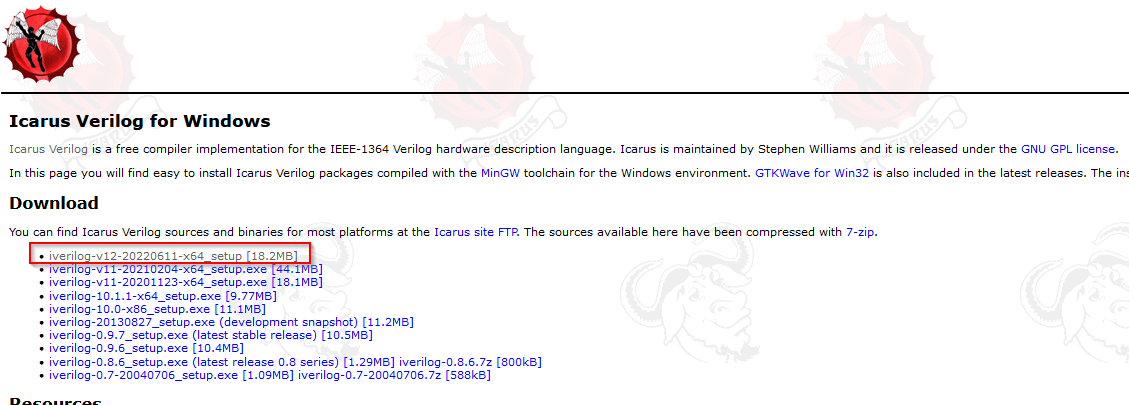 Icarus Verilog for Windows
Icarus Verilog is a free compiler implementation for the IEEE-1364 Verilog hardware description language. Icarus is maintained by Stephen Williams and it is released under the GNU GPL license.
In this page you will find easy to install Icarus Verilog packages compiled with the MinGW toolchain for the Windows environment. GTKWave for Win32 is also included in the latest releases. The ins
Download
You can find Icarus Verilog sources and binaries for most platforms at the Icarus site FTP. The sources available here have been compressed with 7-zip.
• iverilog-v12-20220611-x64_setup [18.2MB]
• iverilog-v11-20210204-x64_setup.exe [44.1MB]
• iverilog-v11-20201123-x64_setup.exe [18.1MB]
• iverilog-10.1.1-x64_setup.exe [9.77MB]
• iverilog-10.0-x86_setup.exe [11.1MB]
• iverilog-20130827_setup.exe (development snapshot) [11.2MB]
• iverilog-0.9.7_setup.exe (latest stable release) [10.5MB]
• iverilog-0.9.6_setup.exe [10.4MB]
• iverilog-0.8.6_setup.exe (latest release 0.8 series) [1.29MB] iverilog-0.8.6.7z [800kB]
• iverilog-0.7-20040706_setup.exe [1.09MB] iverilog-0.7-20040706.7z [588kB]
Resources